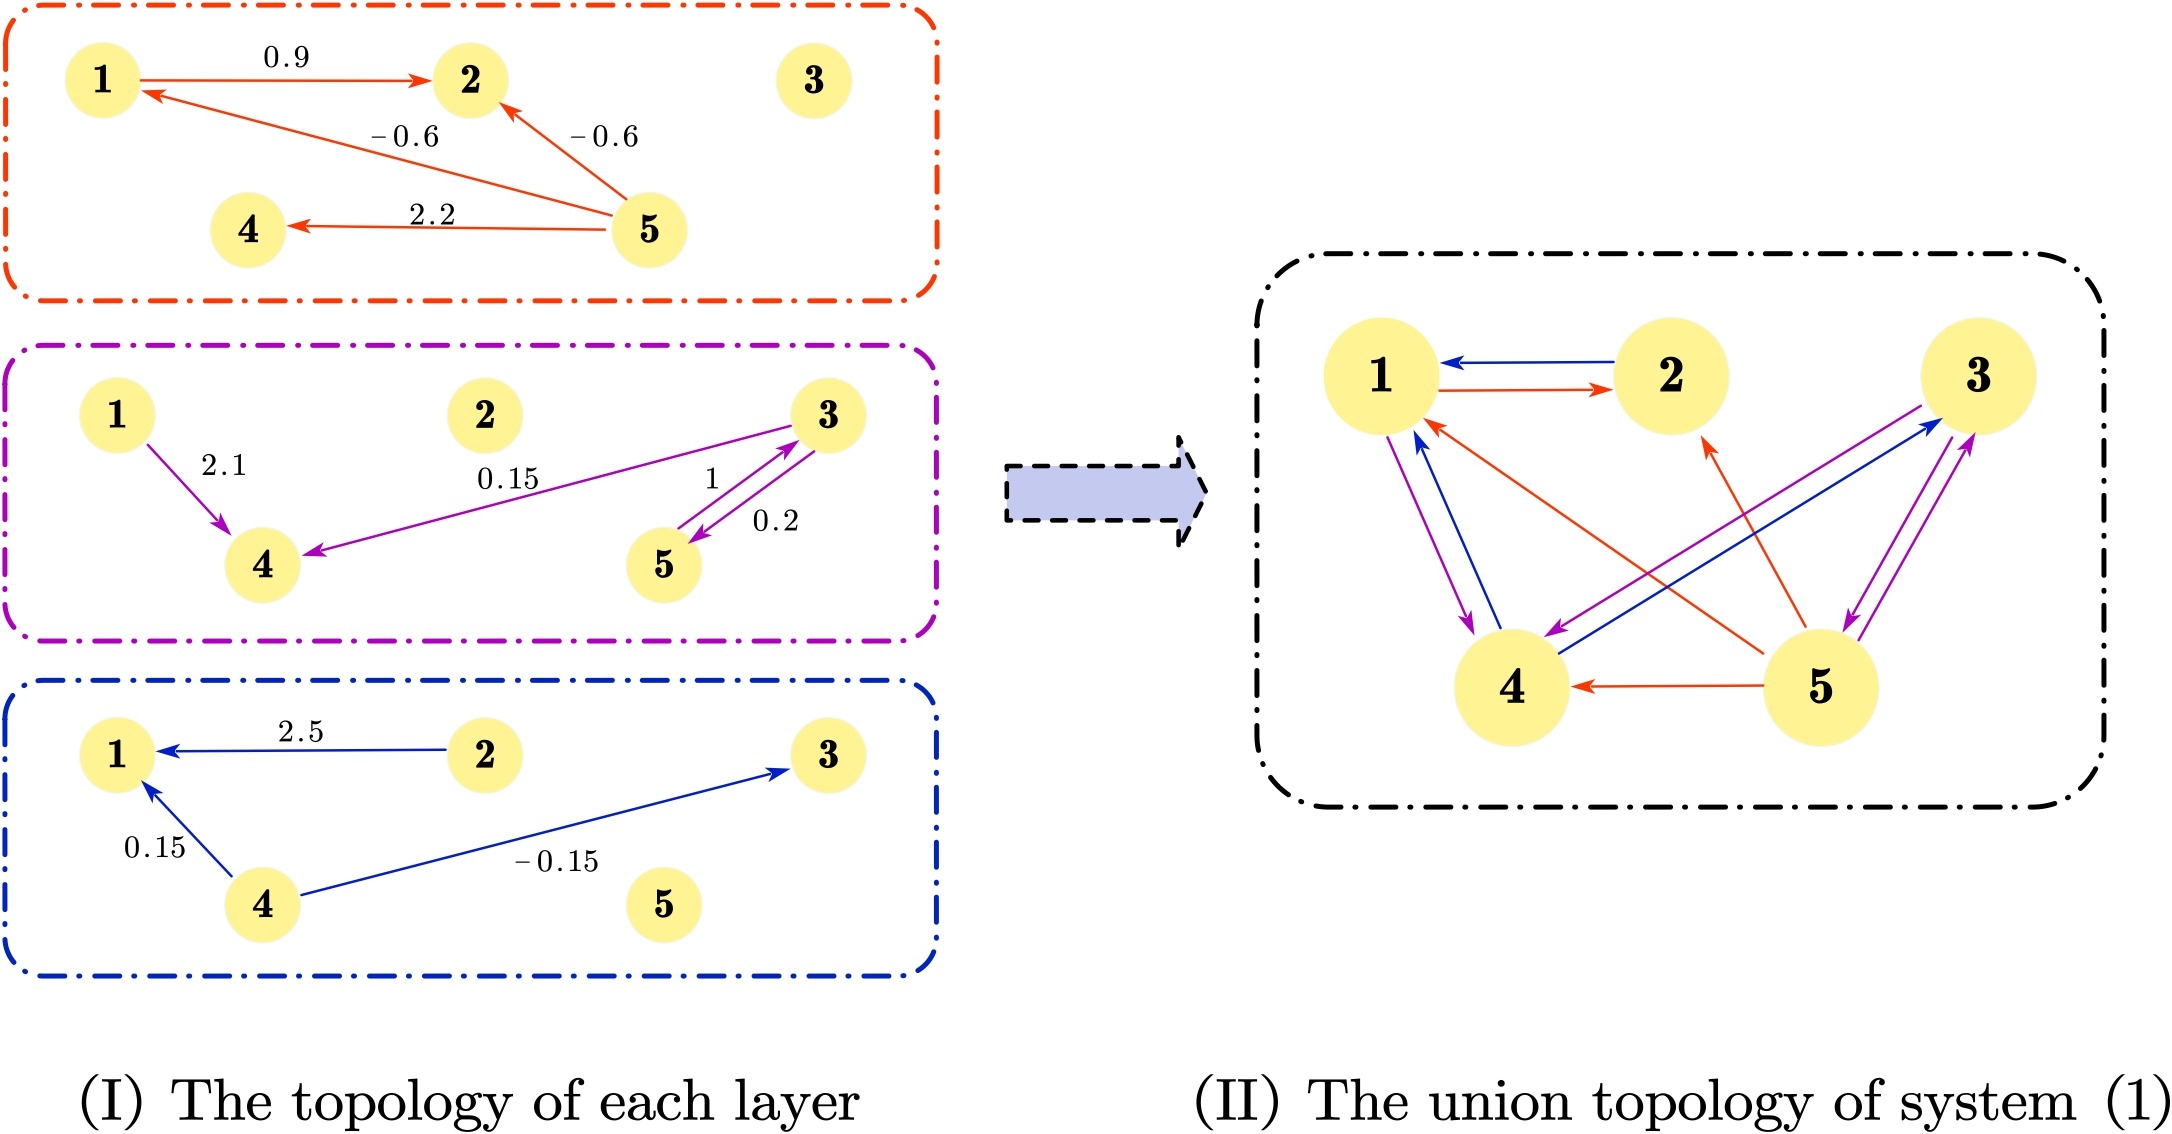 1 0.9 2 3
−0.6 −0.6
4 2.2 5
1 2 3
2.1 0.15 1
0.2
4 5
1 2.5 2 3
0.15 −0.15
4 5
1 2 3
4 5
(I) The topology of each layer
(II) The union topology of system (1)